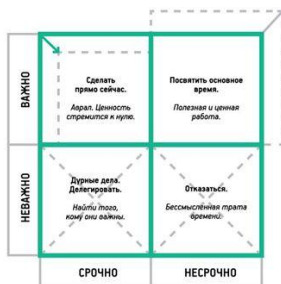 ВАЖНО
Сделать
прямо сейчас.
Аврал. Ценность
стремится к нулю.
Посвятить основное
время.
Полезная и ценная
работа.
НЕВАЖНО
Дурные дела.
Делегировать.
Найти того,
кому они важны.
Отказаться.
Бессмысленная трата
времени.
СРОЧНО
НЕСРОЧНО